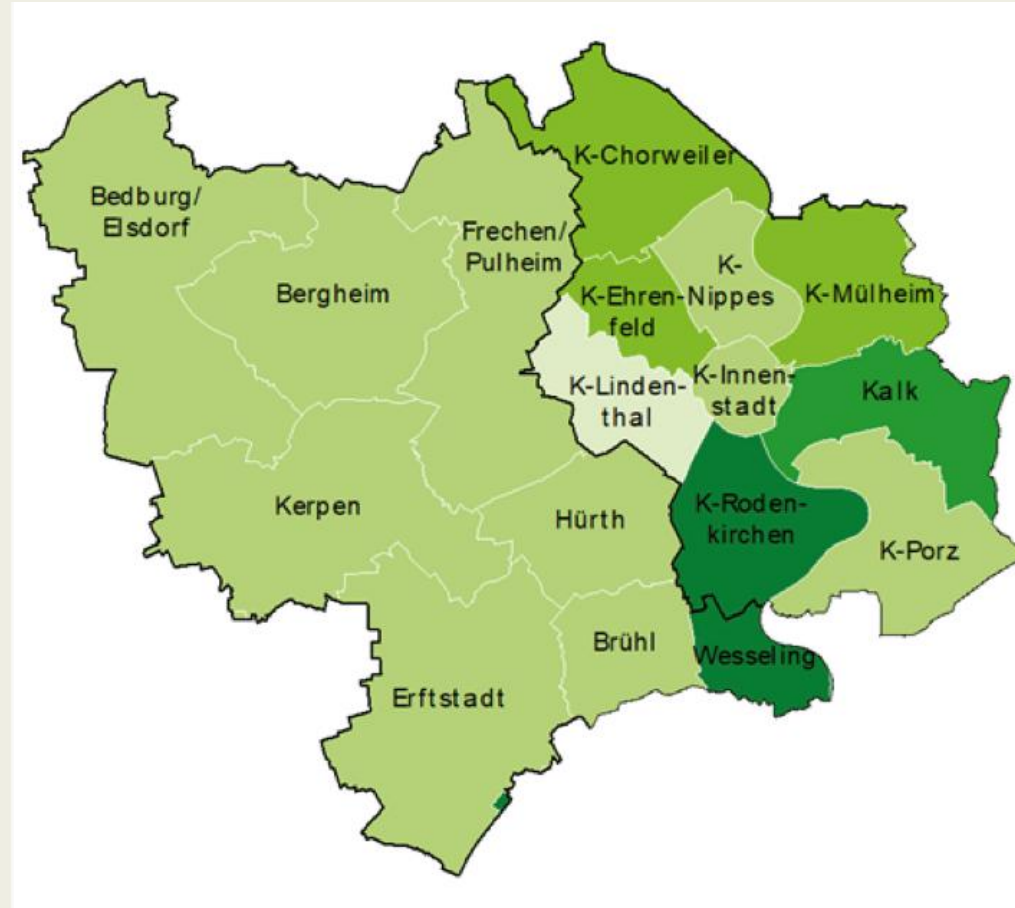 K-Chorweiler
Bedburg/
Elsdorf
Frechen/
Pulheim
Bergheim
K-
Nippes
K-Ehren-
feld
K-Mülheim
K-Linden-
thal
K-Innen-
stadt
Kalk
Kerpen
Hürth
K-Roden-
kirchen
K-Porz
Brühl
Wesseling
Erftstadt